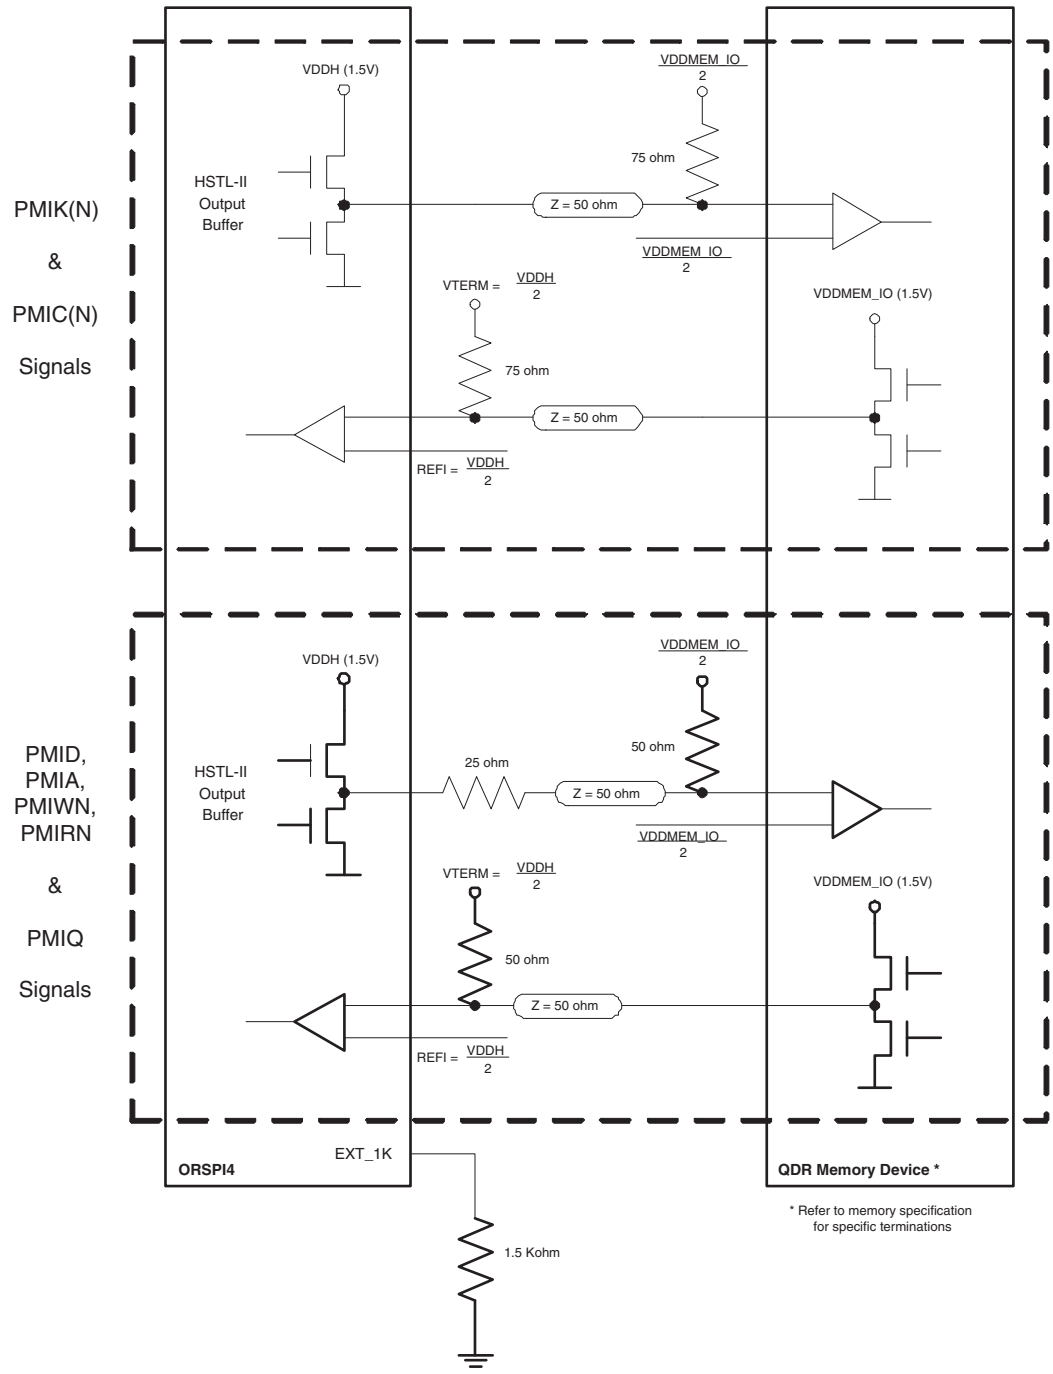 VDDH (1.5V)
VDDMEM_IO
2
75 ohm
HSTL-II
Output
Buffer
Z = 50 ohm
VDDMEM_IO
2
PMIK(N)
&
PMIC(N)
Signals
VTERM = VDDH
2
VDDMEM_IO (1.5V)
75 ohm
Z = 50 ohm
REFI = VDDH
2
VDDH (1.5V)
VDDMEM_IO
2
50 ohm
25 ohm
HSTL-II
Output
Buffer
Z = 50 ohm
VDDMEM_IO
2
PMID,
PMIA,
PMIWN,
PMIRN
&
PMIQ
Signals
VTERM = VDDH
2
VDDMEM_IO (1.5V)
50 ohm
Z = 50 ohm
REFI = VDDH
2
EXT_1K
ORSPI4
QDR Memory Device *
* Refer to memory specification
for specific terminations
1.5 Kohm